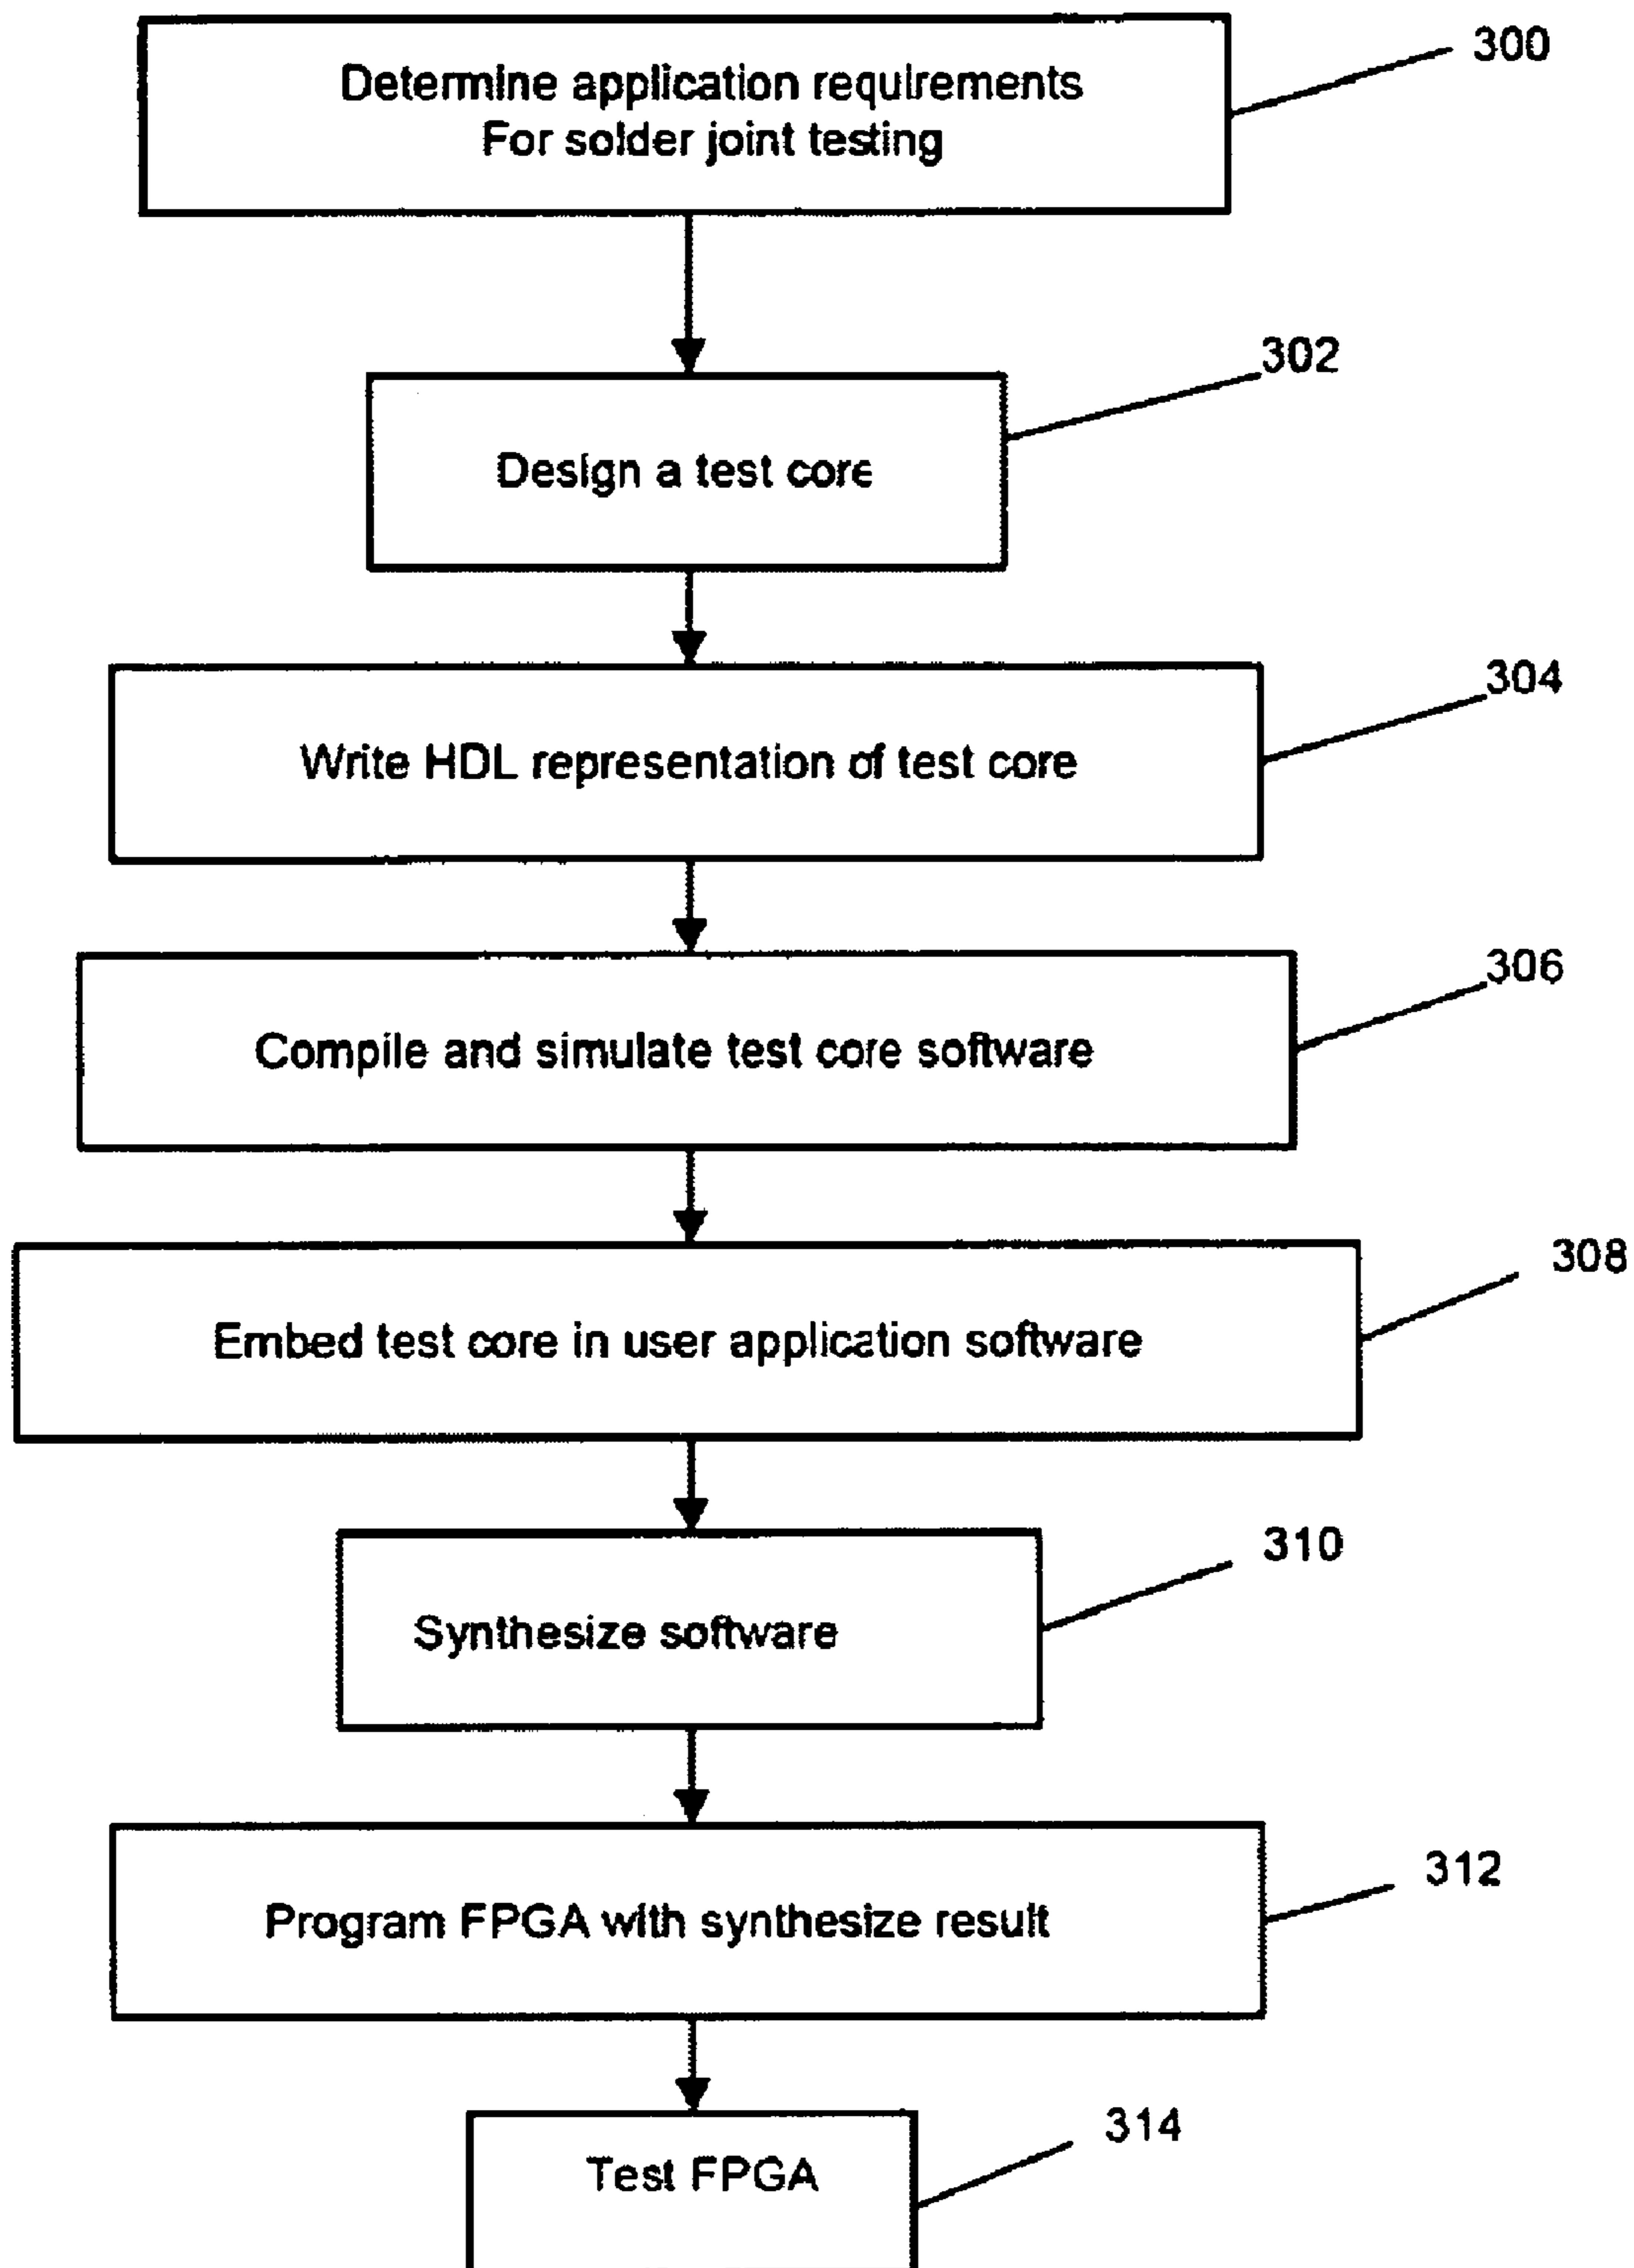 Determine application requirements
For solder joint testing
300
302
Design a test core
304
Write HDL representation of test core
306
Compile and simulate test core software
308
Embed test core in user application software
310
Synthesize software
312
Program FPGA with synthesize result
314
Test FPGA